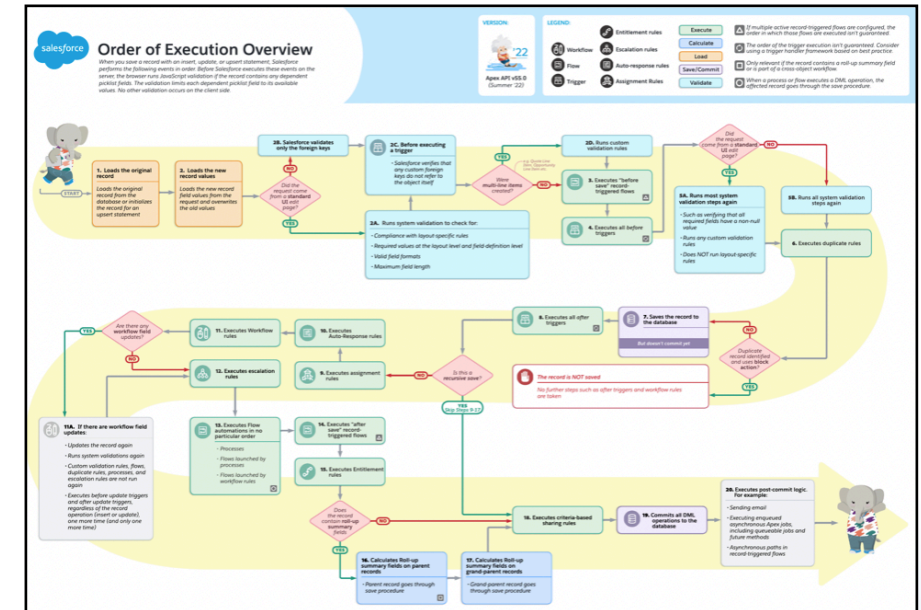 salesforce
Order of Execution Overview
When you save a record with an insert, update, or upsert statement, Salesforce
performs the following events in order. Before Salesforce executes these events on
the server, the browser runs JavaScript validation if the record contains any dependent
picklist fields. The validation limits each dependent picklist field to its available
values. No other validation occurs on the client side.
VERSION:
'22
Apex API v55.0
(Summer '22)
LEGEND:
Workflow
Flow
Trigger
Entitlement rules
Escalation rules
Auto-response rules
Assignment Rules
Execute
Calculate
Load
Save/Commit
Validate
If multiple active record-triggered flows are configured, the
order in which those flows are executed isn't guaranteed.
The order of the trigger execution isn't guaranteed. Consider
using a trigger handler framework based on best practice
Only relevant if the record contains a roll-up summary field
or is part of a cross-object workflow
When a process or flow executes a DML operation, the
affected record goes through the save procedure.
START
1. Loads the original
record
Loads the original
record from the
database or initializes
the record for an
upsert statement
2. Loads the new
record values
Loads the new record
field values from the
request and overwrites
the old values
Did the
request come
from a standard
UI edit
page?
NO
YES
2B. Salesforce validates
only the foreign keys
2A. Runs system validation to check for:
• Compliance with layout-specific rules
• Required values at the layout level and field-definition level
• Valid field formats
• Maximum field length
2C. Before executing
a trigger
• Salesforce verifies that
any custom foreign
keys do not refer to
the object itself
Were
multi-line items
created?
YES
NO
2D. Runs custom
validation rules
3. Executes "before
save" record-
triggered flows
4. Executes all before
triggers
Did
the request
come from a standard
UI edit
page?
NO
YES
5A. Runs most system
validation steps again
• Such as verifying that all
required fields have a non-null
value
• Runs any custom validation
rules
• Does NOT run layout-specific
rules
5B. Runs all system validation
steps again
6. Executes duplicate rules
Duplicate
record identified
and uses block
action?
NO
YES
7. Saves the record to
the database
But doesn't commit yet
The record is NOT saved
No further steps such as after triggers and workflow rules
are taken
8. Executes all after
triggers
Is this a
recursive save?
NO
YES
Skip Steps 9-17
9. Executes assignment
rules
10. Executes
Auto-Response rules
11. Executes Workflow
rules
Are there any
workflow field
updates?
YES
NO
11A. If there are workflow field
updates:
• Updates the record again
• Runs system validations again
• Custom validation rules, flows,
duplicate rules, processes, and
escalation rules are not run
again
• Executes before update triggers
and after update triggers,
regardless of the record
operation (insert or update),
one more time (and only one
more time)
12. Executes escalation
rules
13. Executes Flow
automations in no
particular order
• Processes
• Flows launched by
processes
• Flows launched by
workflow rules
14. Executes "after
save" record-
triggered flows
15. Executes Entitlement
rules
Does
the record
contain roll-up
summary
fields
NO
YES
16. Calculates Roll-up
summary fields on parent
records
• Parent record goes through
save procedure
17. Calculates Roll-up
summary fields on
grand-parent records
• Grand-parent record goes
through save procedure
18. Executes criteria-based
sharing rules
19. Commits all DML
operations to the
database
20. Executes post-commit logic.
For example:
• Sending email
• Executing enqueued
asynchronous Apex jobs,
including queueable jobs and
future methods
• Asynchronous paths in
record-triggered flows